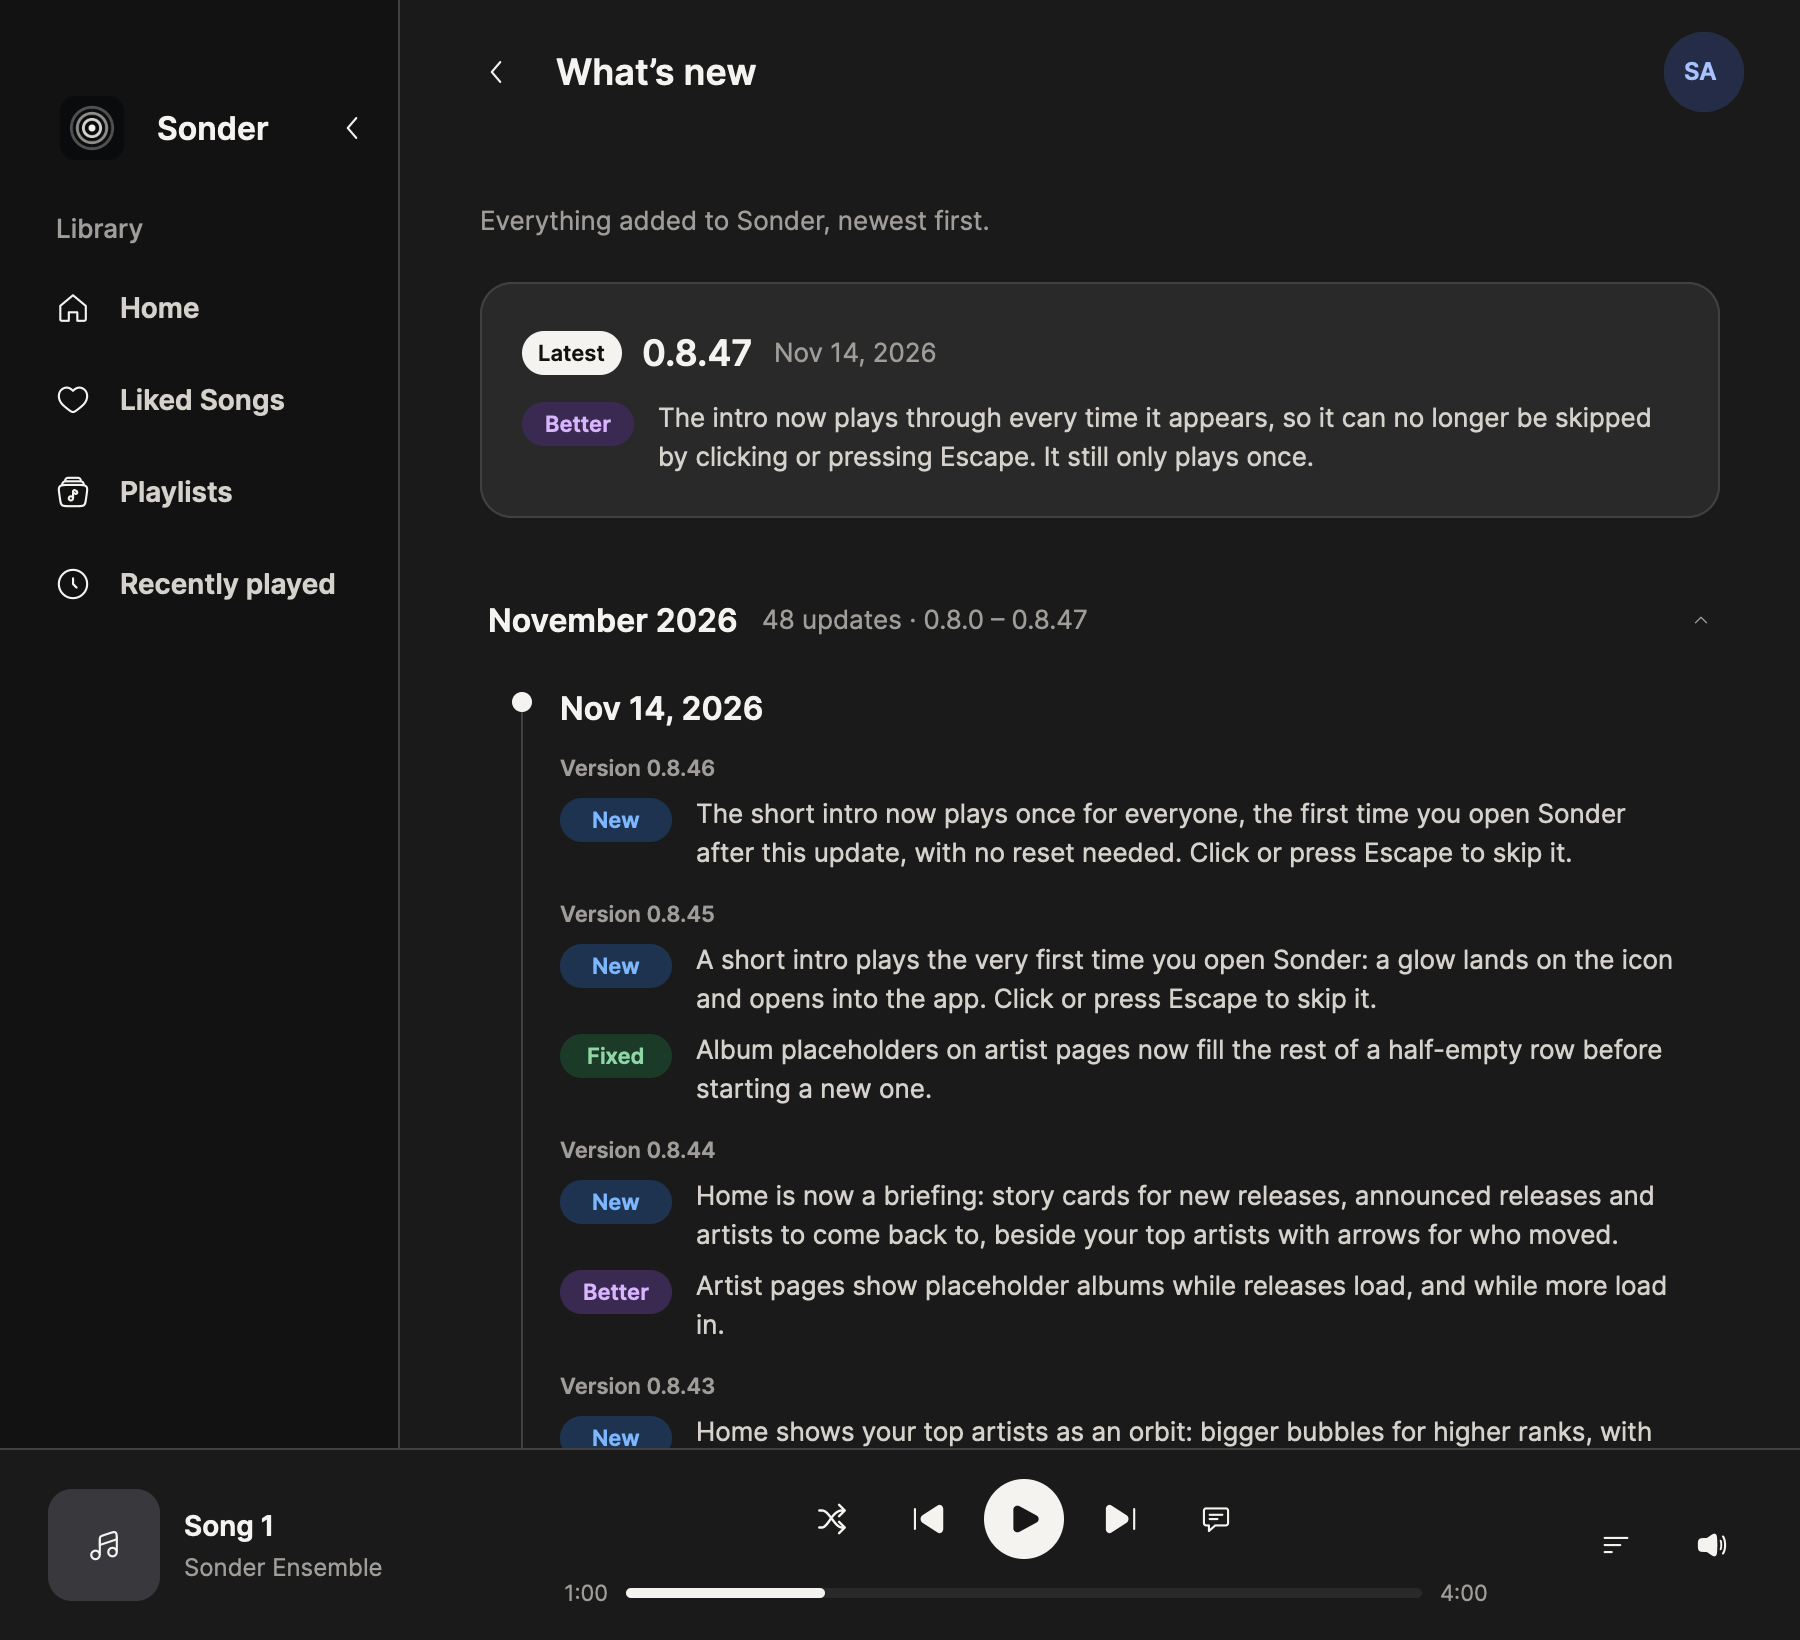 Sonder
Library
Home
Liked Songs
Playlists
Recently played
What’s new
SA
Everything added to Sonder, newest first.
Latest 0.8.47 Nov 14, 2026
Better The intro now plays through every time it appears, so it can no longer be skipped
by clicking or pressing Escape. It still only plays once.
November 2026 48 updates · 0.8.0 – 0.8.47
Nov 14, 2026
Version 0.8.46
New The short intro now plays once for everyone, the first time you open Sonder
after this update, with no reset needed. Click or press Escape to skip it.
Version 0.8.45
New A short intro plays the very first time you open Sonder: a glow lands on the icon
and opens into the app. Click or press Escape to skip it.
Fixed Album placeholders on artist pages now fill the rest of a half-empty row before
starting a new one.
Version 0.8.44
New Home is now a briefing: story cards for new releases, announced releases and
artists to come back to, beside your top artists with arrows for who moved.
Better Artist pages show placeholder albums while releases load, and while more load
in.
Version 0.8.43
New Home shows your top artists as an orbit: bigger bubbles for higher ranks, with
Song 1
Sonder Ensemble
1:00
4:00